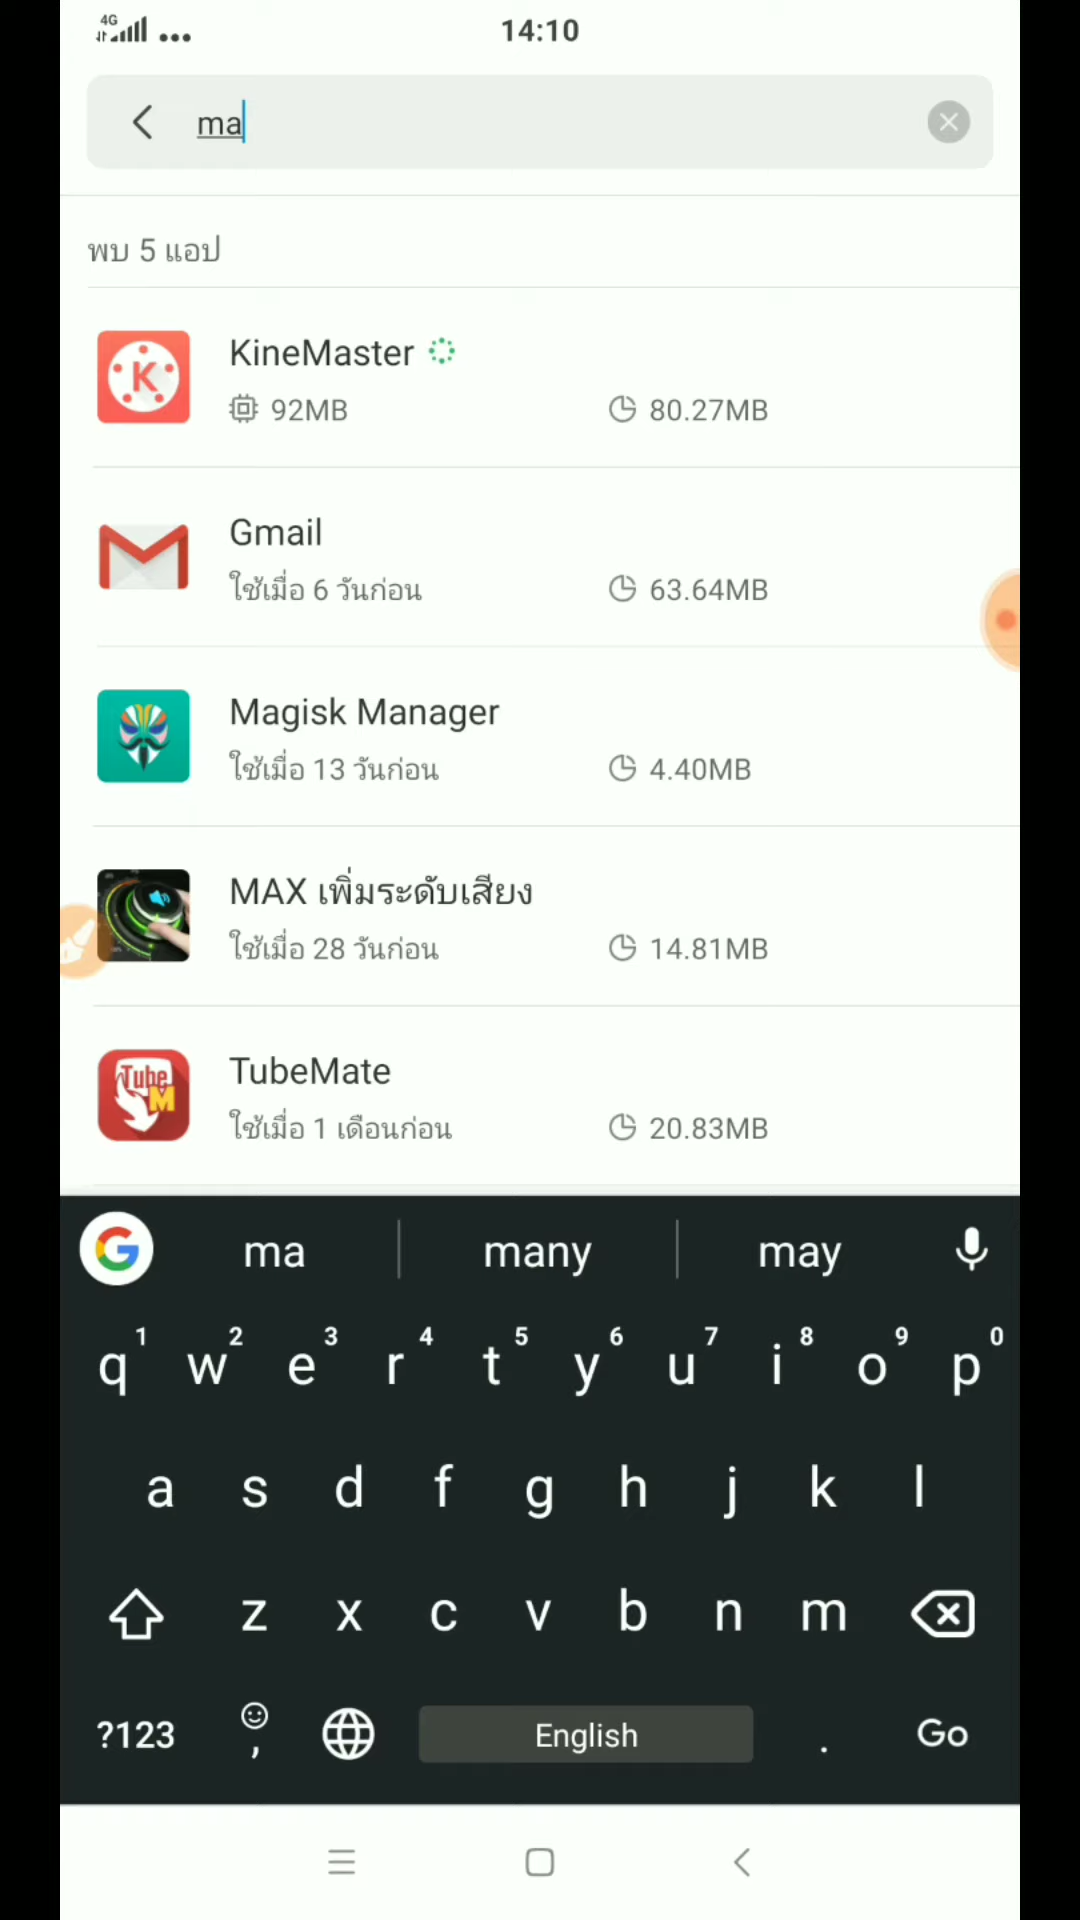 4G 14:10
ma
พบ 5 แอป
KineMaster
92MB 80.27MB
Gmail
ใช้เมื่อ 6 วันก่อน 63.64MB
Magisk Manager
ใช้เมื่อ 13 วันก่อน 4.40MB
MAX เพิ่มระดับเสียง
ใช้เมื่อ 28 วันก่อน 14.81MB
TubeMate
ใช้เมื่อ 1 เดือนก่อน 20.83MB
ma many may
q 1 w 2 e 3 r 4 t 5 y 6 u 7 i 8 o 9 p 0
a s d f g h j k l
z x c v b n m
?123 , English . Go